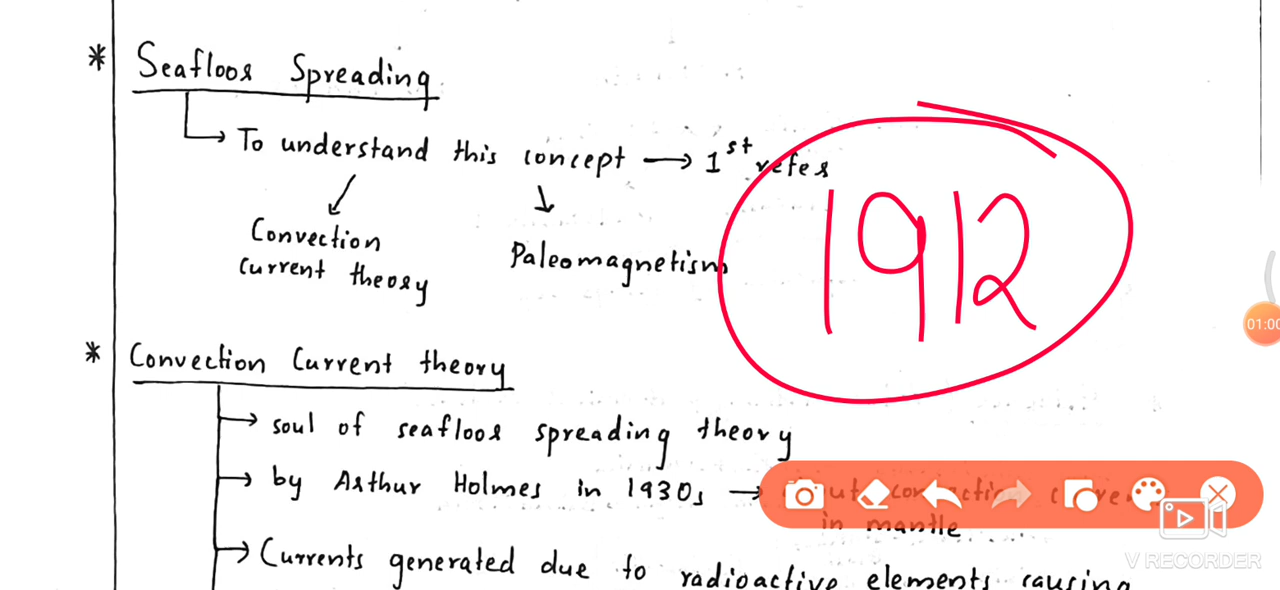 * Seafloor Spreading
To understand this concept → 1st refer
Convection
current theory
Paleomagnetism
1912
* Convection Current theory
soul of seafloor spreading theory
by Arthur Holmes in 1930s →
in mantle
Currents generated due to radioactive elements causing
01:00
V RECORDER